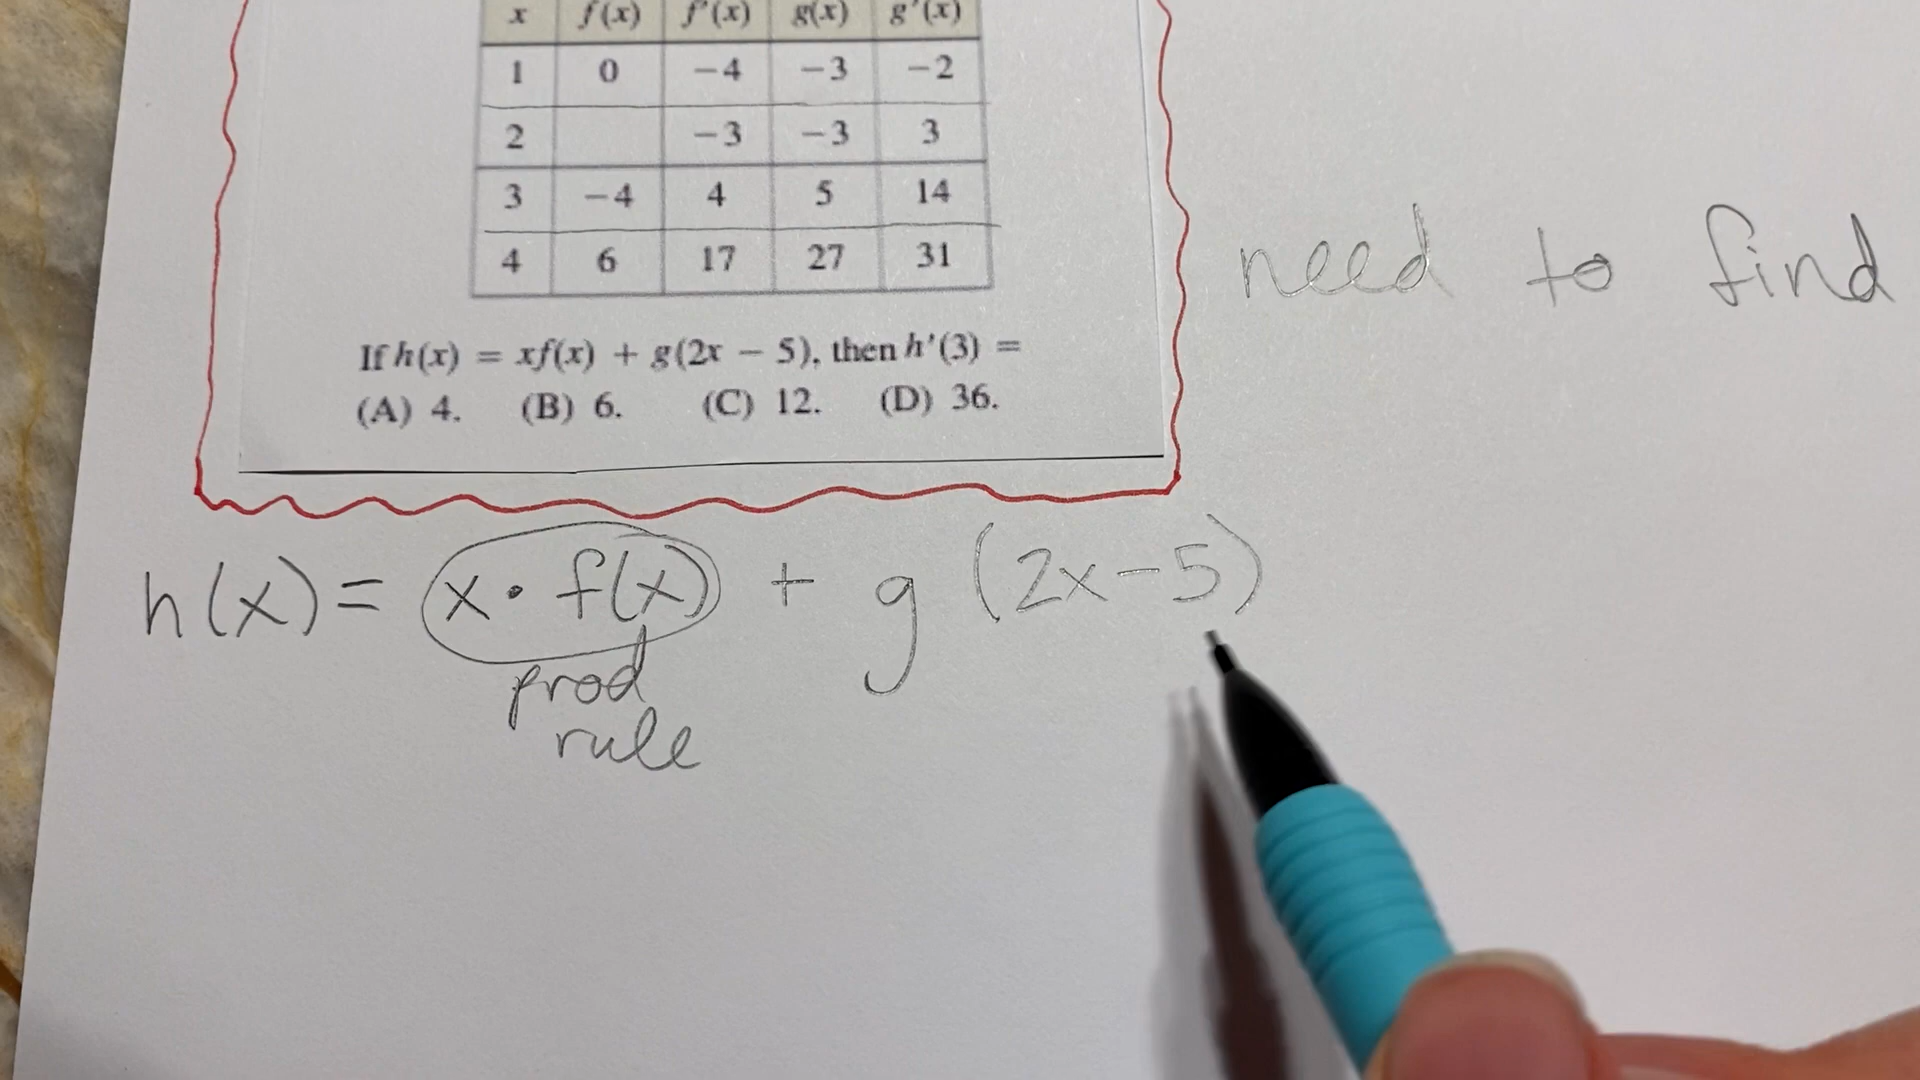 x f(x) f'(x) g(x) g'(x)
1 0 −4 −3 −2
2 −3 −3 3
3 −4 4 5 14
4 6 17 27 31
If h(x) = xf(x) + g(2x − 5), then h'(3) =
(A) 4. (B) 6. (C) 12. (D) 36.
need to find
h(x) = x · f(x) + g (2x−5)
prod
rule